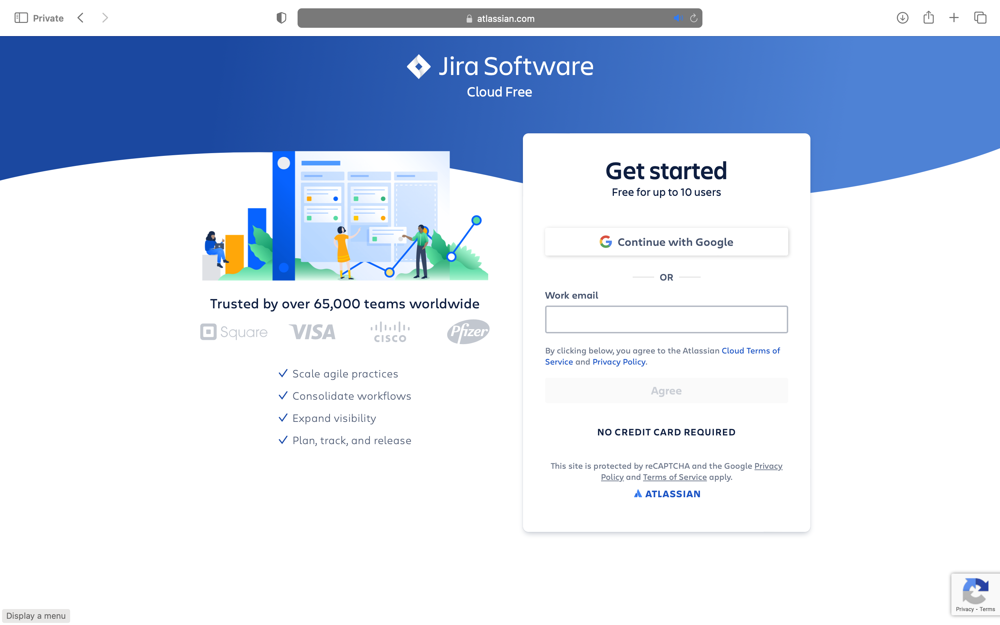 Private
atlassian.com
Jira Software
Cloud Free
Trusted by over 65,000 teams worldwide
Square
VISA
CISCO
Pfizer
Scale agile practices
Consolidate workflows
Expand visibility
Plan, track, and release
Get started
Free for up to 10 users
Continue with Google
OR
Work email
By clicking below, you agree to the Atlassian Cloud Terms of
Service and Privacy Policy.
Agree
NO CREDIT CARD REQUIRED
This site is protected by reCAPTCHA and the Google Privacy
Policy and Terms of Service apply.
ATLASSIAN
Privacy - Terms
Display a menu